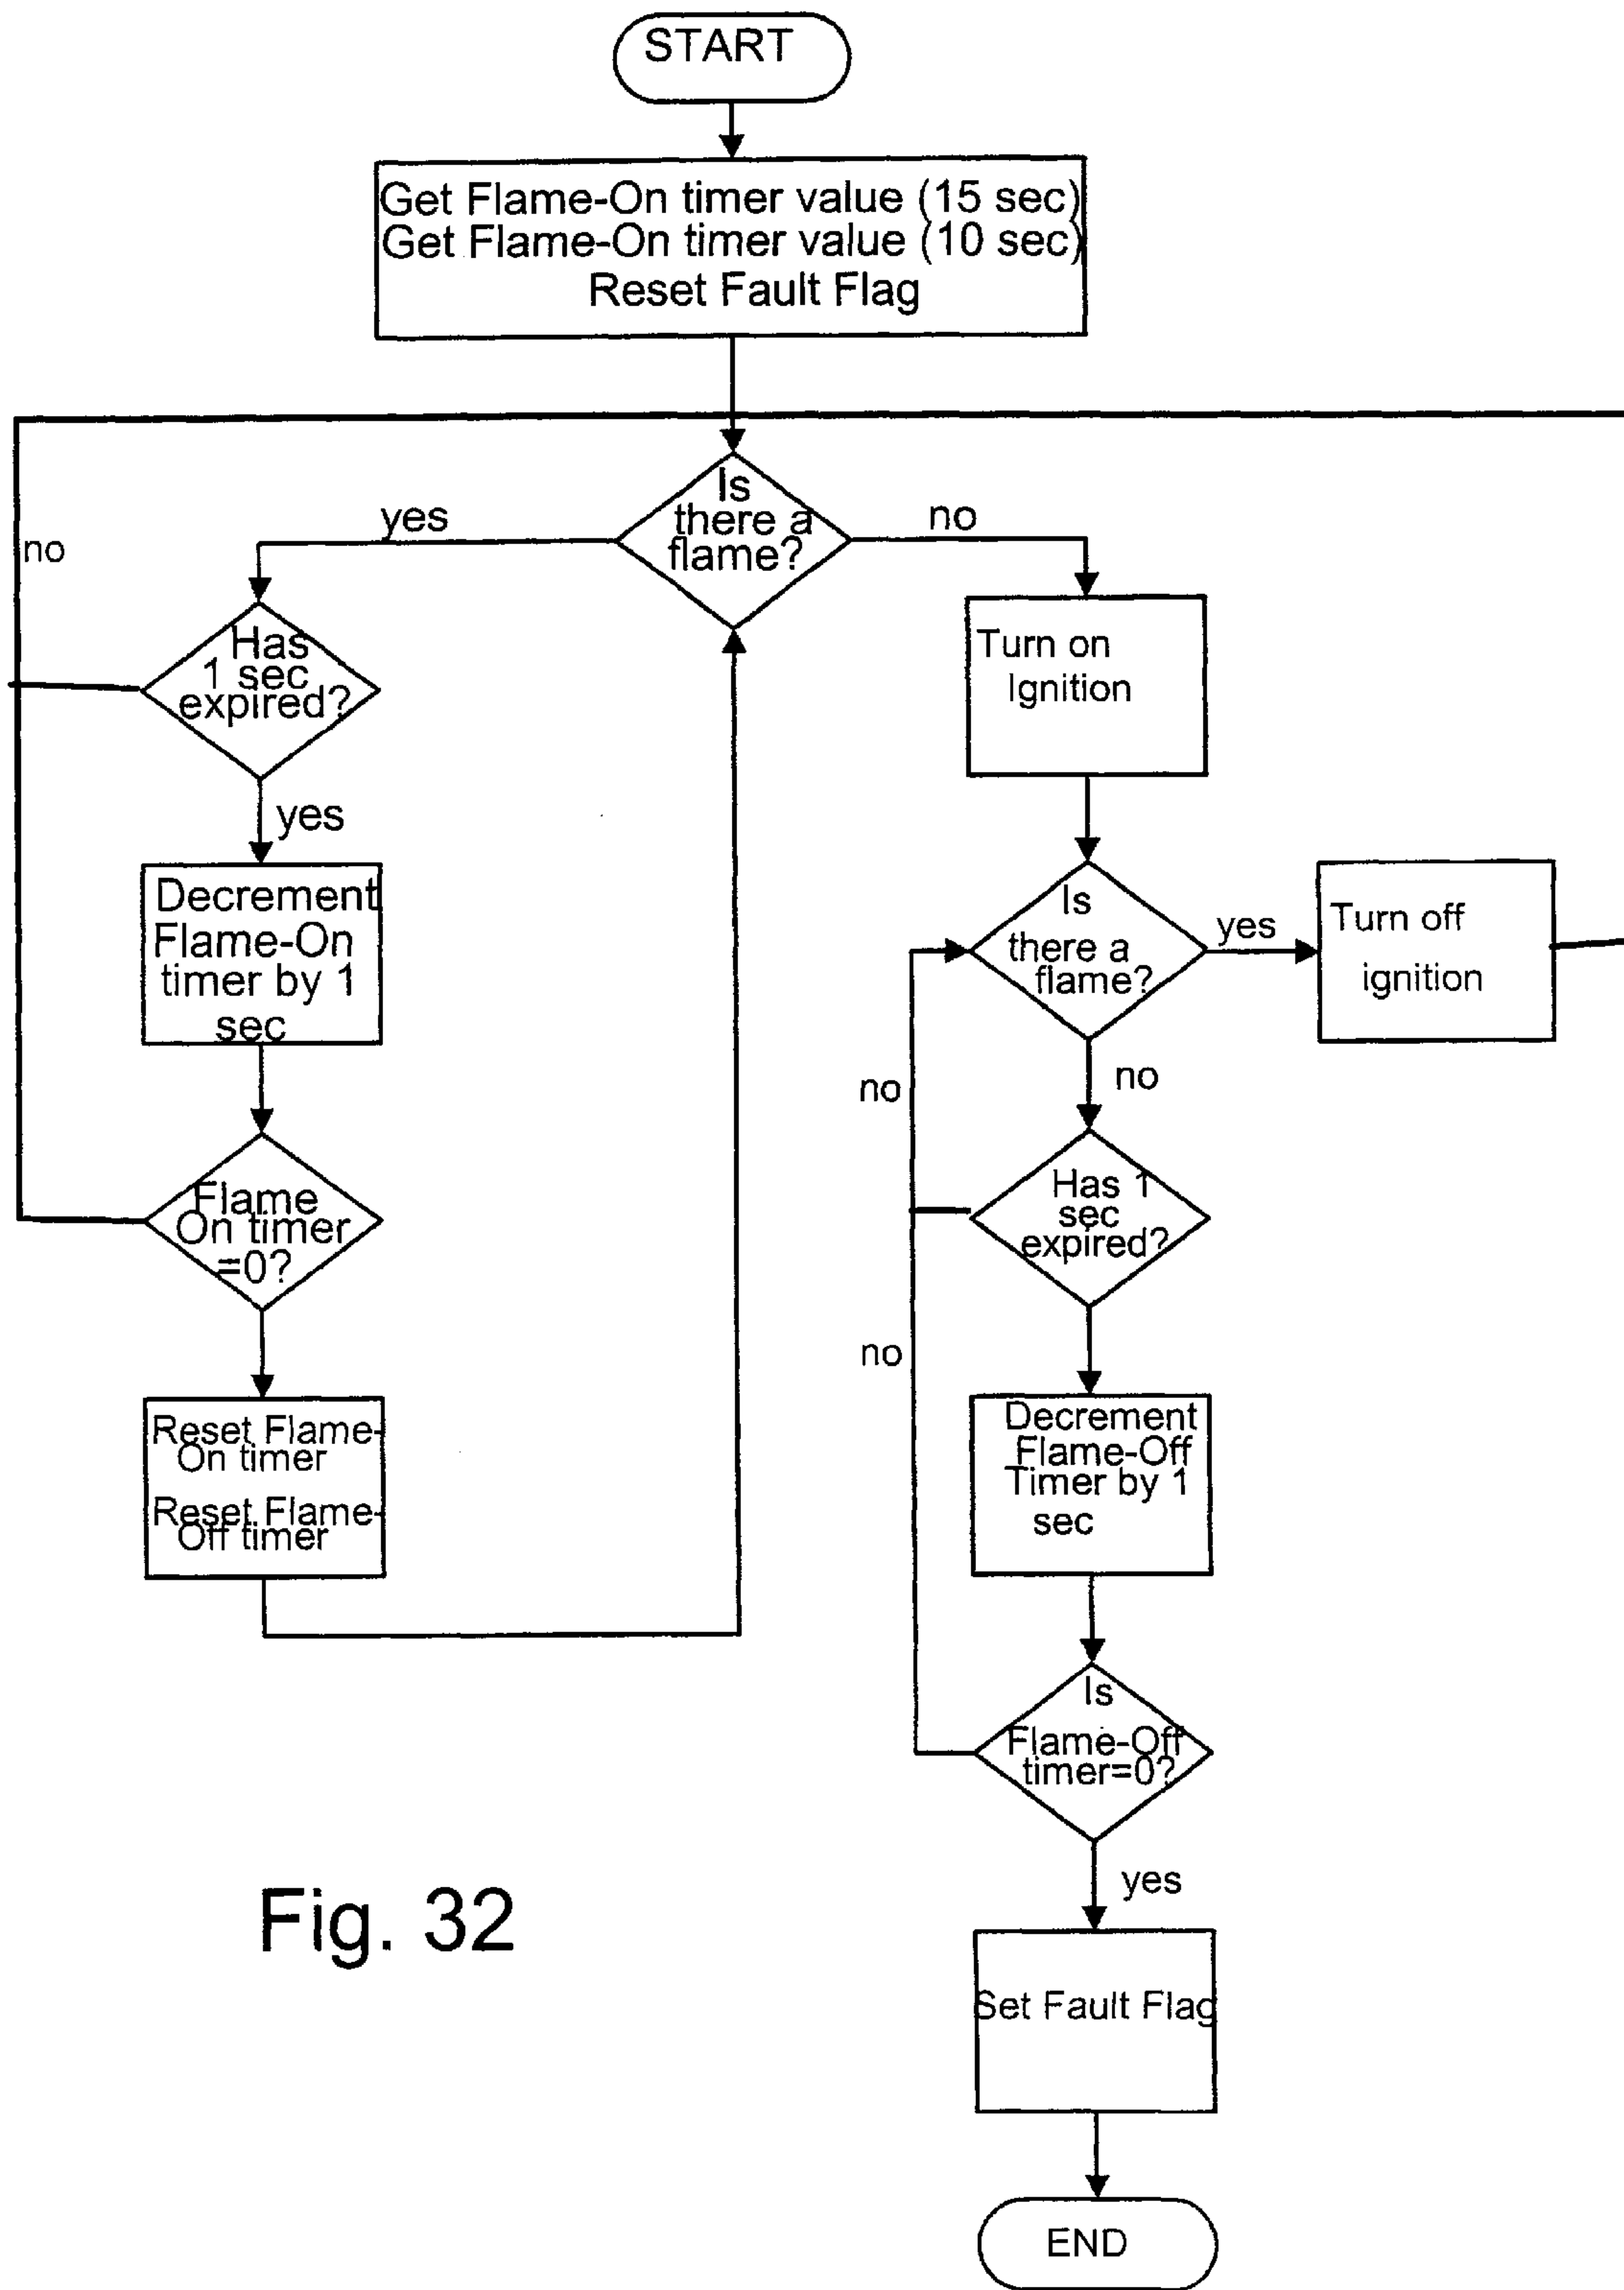 START
Get Flame-On timer value (15 sec)
Get Flame-On timer value (10 sec)
Reset Fault Flag
Is
there a
flame?
yes
no
no
Has
1 sec
expired?
yes
Decrement
Flame-On
timer by 1
sec
Flame
On timer
=0?
Reset Flame-
On timer
Reset Flame-
Off timer
Turn on
Ignition
Is
there a
flame?
yes
Turn off
ignition
no
no
Has 1
sec
expired?
no
Decrement
Flame-Off
Timer by 1
sec
Is
Flame-Off
timer=0?
yes
Set Fault Flag
END
Fig. 32